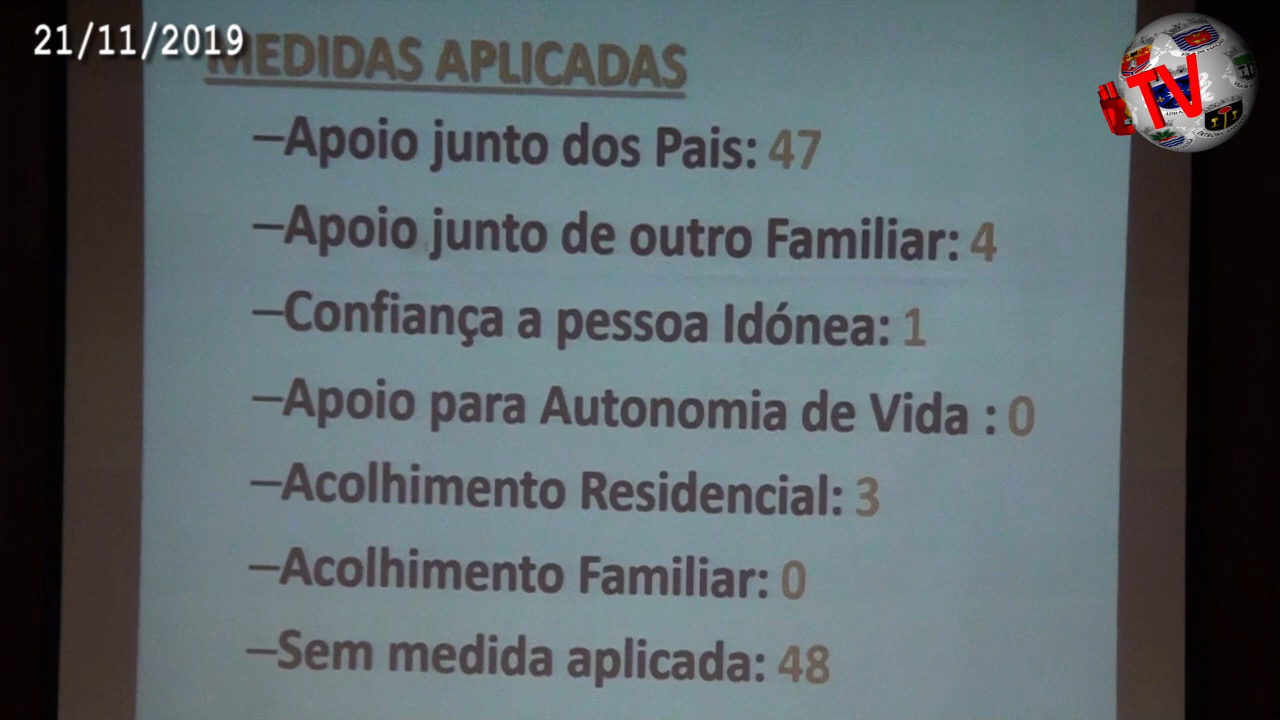 21/11/2019
MEDIDAS APLICADAS
–Apoio junto dos Pais: 47
–Apoio junto de outro Familiar: 4
–Confiança a pessoa Idónea: 1
–Apoio para Autonomia de Vida : 0
–Acolhimento Residencial: 3
–Acolhimento Familiar: 0
–Sem medida aplicada: 48
TV